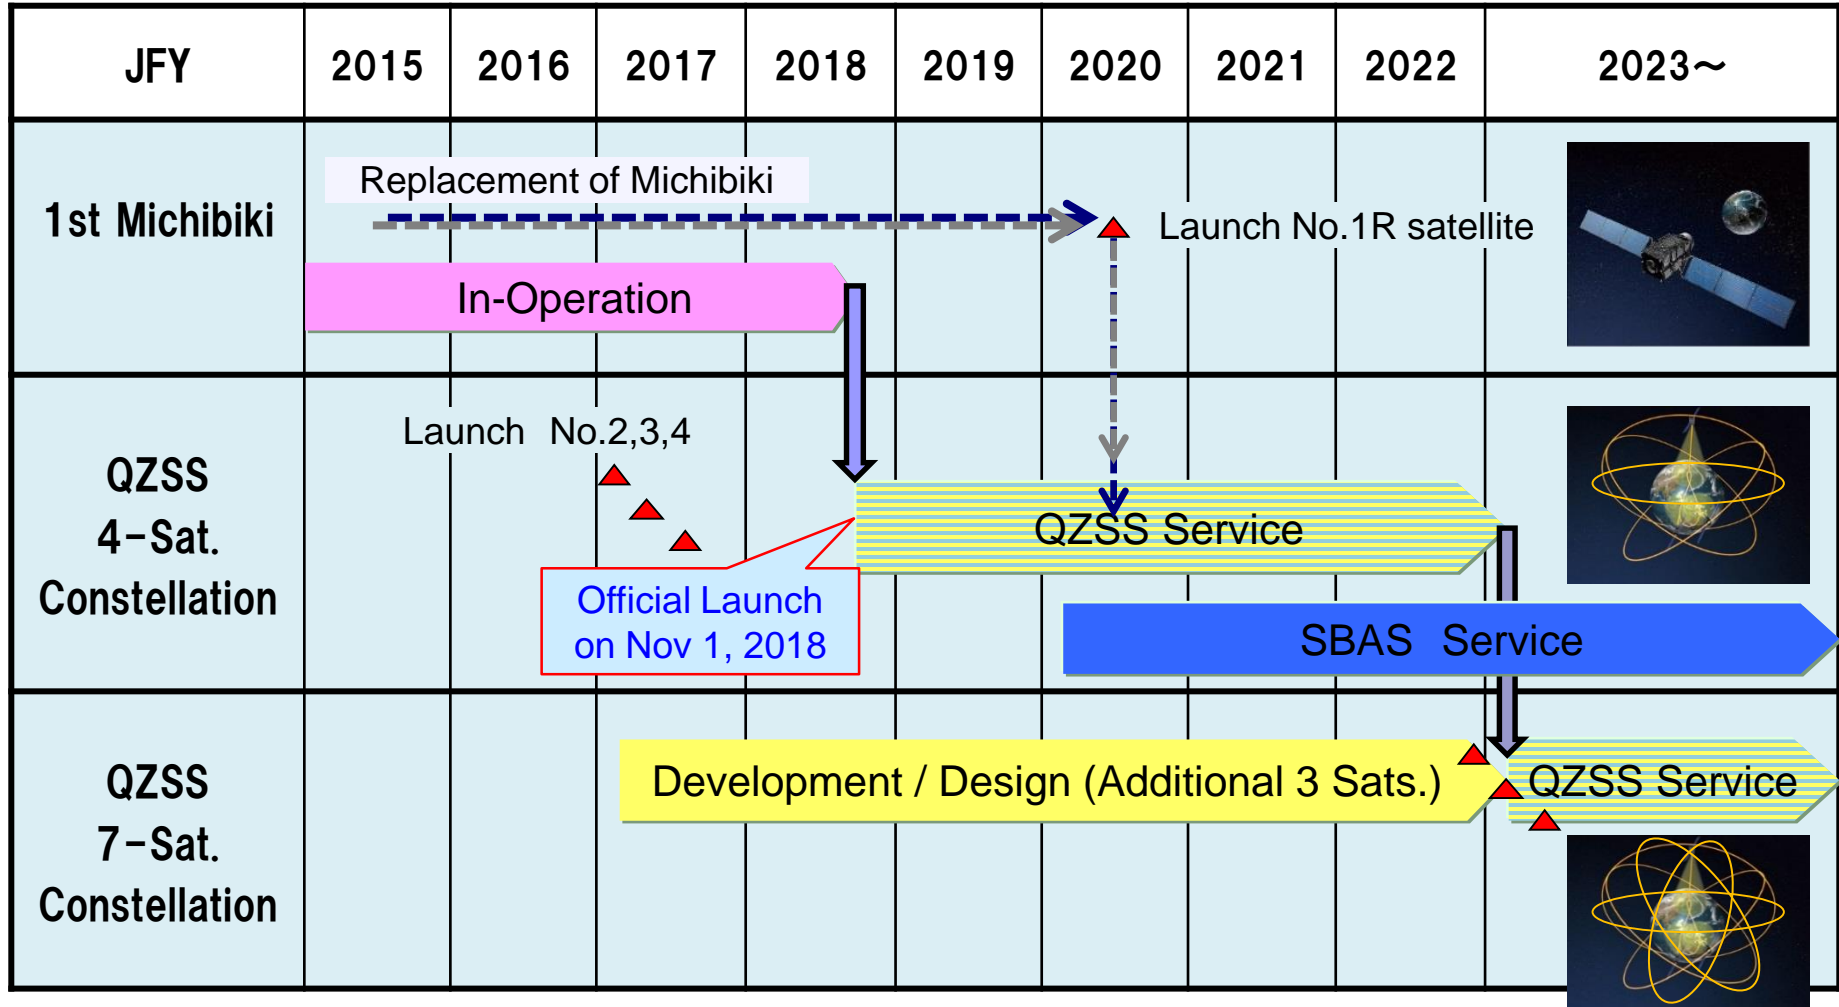 JFY 2015 2016 2017 2018 2019 2020 2021 2022 2023～
1st Michibiki
Replacement of Michibiki
Launch No.1R satellite
In-Operation
QZSS
4-Sat.
Constellation
Launch No.2,3,4
QZSS Service
Official Launch
on Nov 1, 2018
SBAS Service
QZSS
7-Sat.
Constellation
Development / Design (Additional 3 Sats.)
QZSS Service